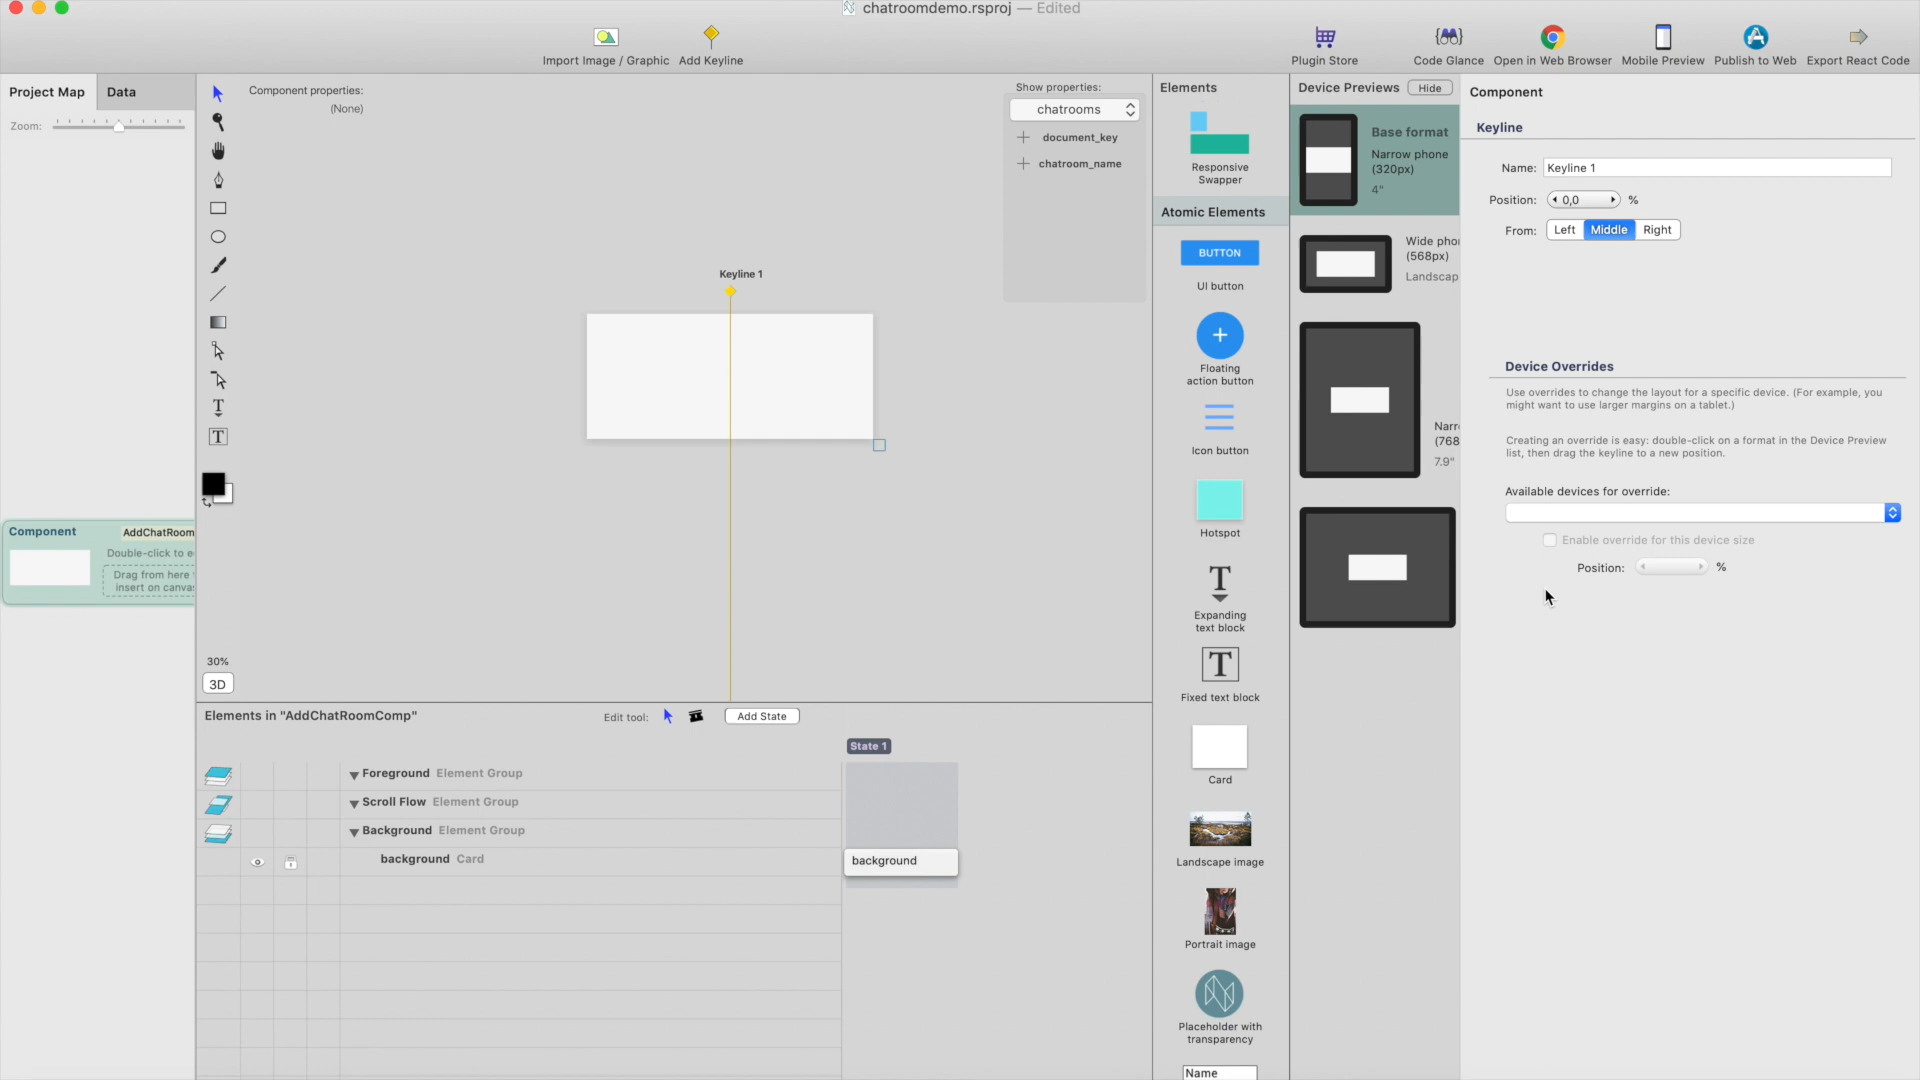 chatroomdemo.rsproj — Edited
Import Image / Graphic
Add Keyline
Plugin Store
Code Glance
Open in Web Browser
Mobile Preview
Publish to Web
Export React Code
Project Map
Data
Zoom:
Component
AddChatRoom
Double-click to e
Drag from here
insert on canva
Component properties:
(None)
Show properties:
chatrooms
document_key
chatroom_name
Keyline 1
30%
3D
Elements in "AddChatRoomComp"
Edit tool:
Add State
State 1
Foreground Element Group
Scroll Flow Element Group
Background Element Group
background Card
background
Elements
Responsive
Swapper
Atomic Elements
BUTTON
UI button
Floating
action button
Icon button
Hotspot
T
Expanding
text block
T
Fixed text block
Card
Landscape image
Portrait image
Placeholder with
transparency
Name
Device Previews
Hide
Base format
Narrow phone
(320px)
4"
Wide pho
(568px)
Landscap
Narr
(768
7.9"
Component
Keyline
Name: Keyline 1
Position: 0,0 %
From: Left Middle Right
Device Overrides
Use overrides to change the layout for a specific device. (For example, you
might want to use larger margins on a tablet.)
Creating an override is easy: double-click on a format in the Device Preview
list, then drag the keyline to a new position.
Available devices for override:
Enable override for this device size
Position: %